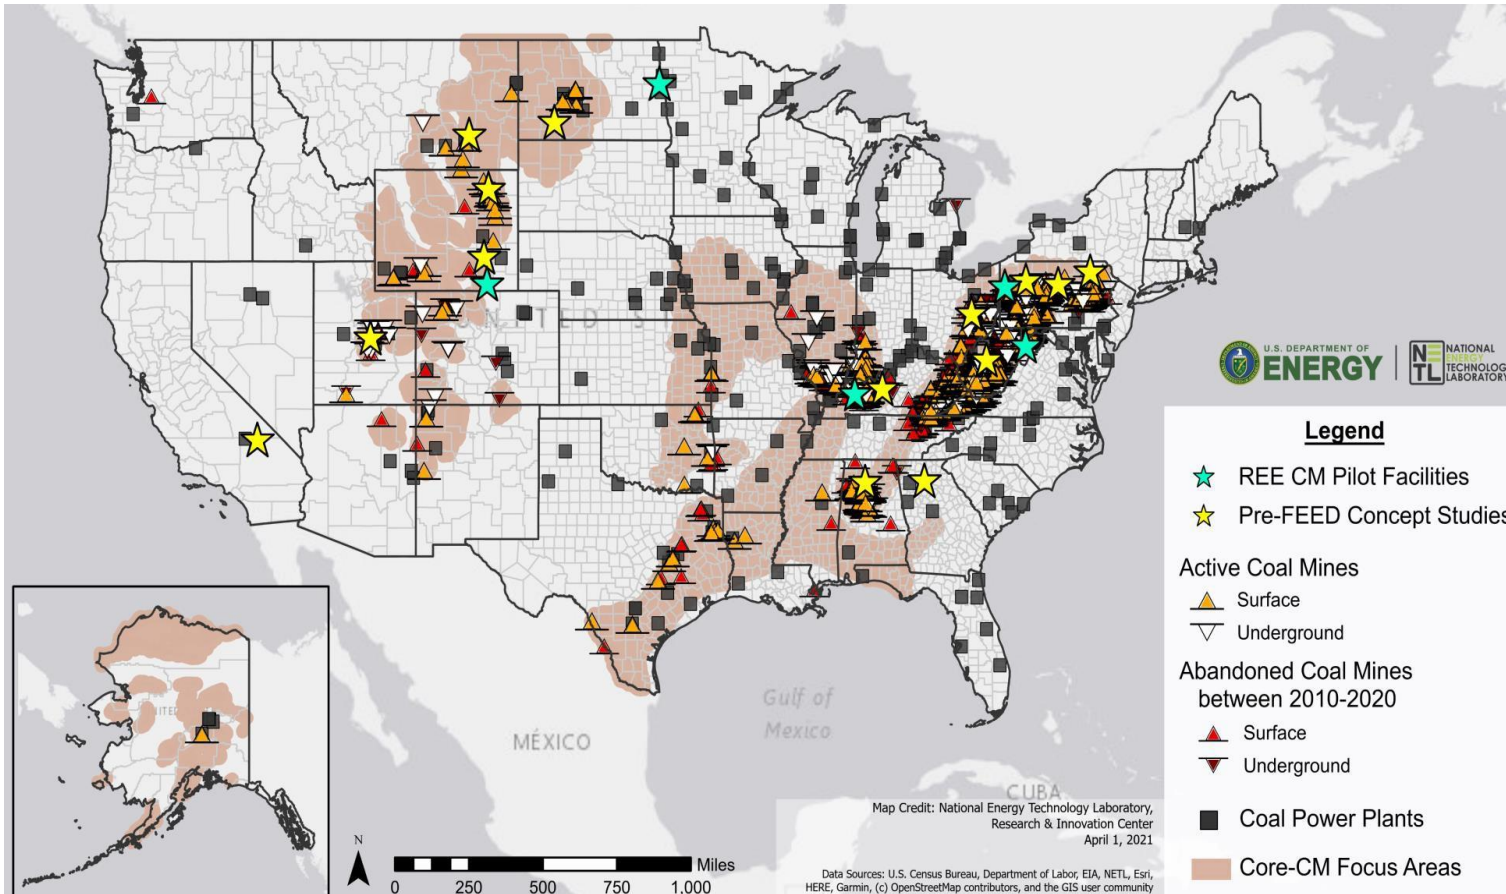 UNITED S
U.S. DEPARTMENT OF
ENERGY
NETL
NATIONAL
ENERGY
TECHNOLOGY
LABORATORY
Legend
REE CM Pilot Facilities
Pre-FEED Concept Studies
Active Coal Mines
Surface
Underground
Abandoned Coal Mines
between 2010-2020
Surface
Underground
Coal Power Plants
Core-CM Focus Areas
UNITED
Gulf of
Mexico
MÉXICO
CUBA
Map Credit: National Energy Technology Laboratory,
Research & Innovation Center
April 1, 2021
N
Miles
0 250 500 750 1,000
Data Sources: U.S. Census Bureau, Department of Labor, EIA, NETL, Esri,
HERE, Garmin, (c) OpenStreetMap contributors, and the GIS user community